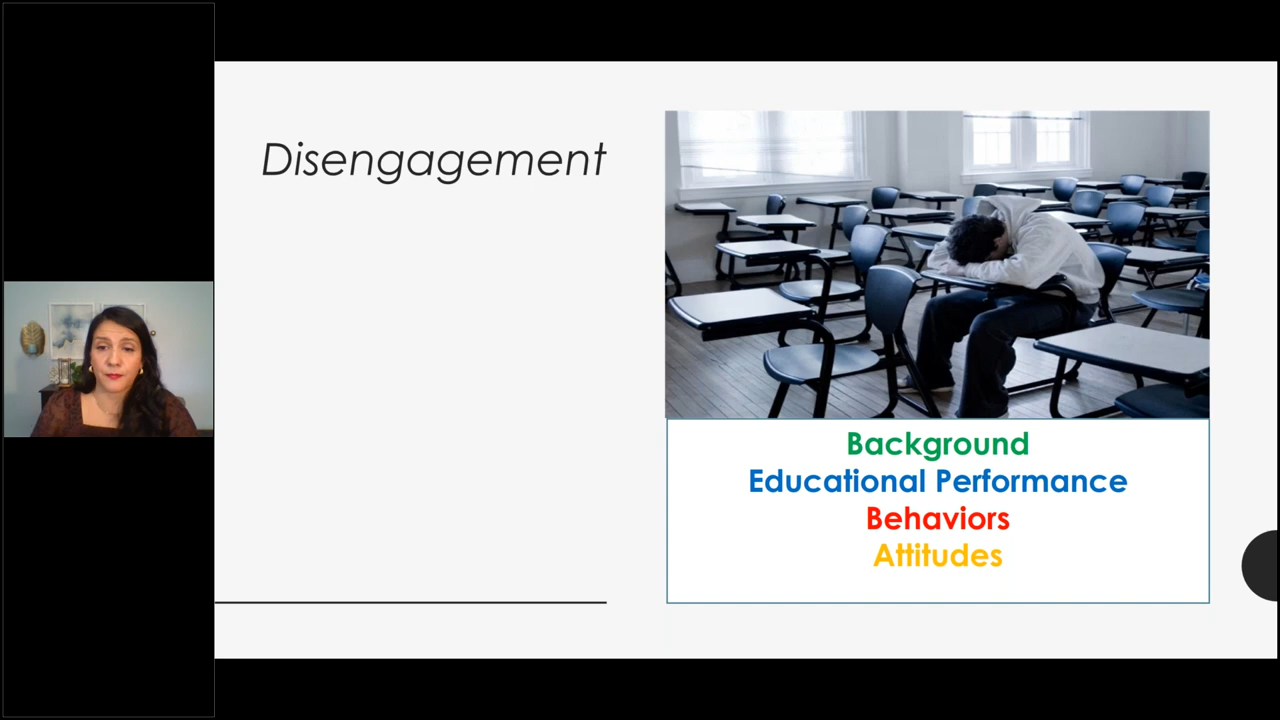 Disengagement
Background
Educational Performance
Behaviors
Attitudes